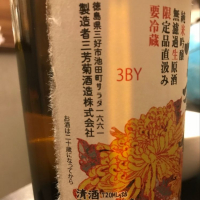 純米吟醸
無濾過生原酒
限定品直汲み
要冷蔵
徳島県三好市池田町サラダ一六六一
製造者三芳菊酒造株式会社
お酒は二十歳になってから
3BY
清酒